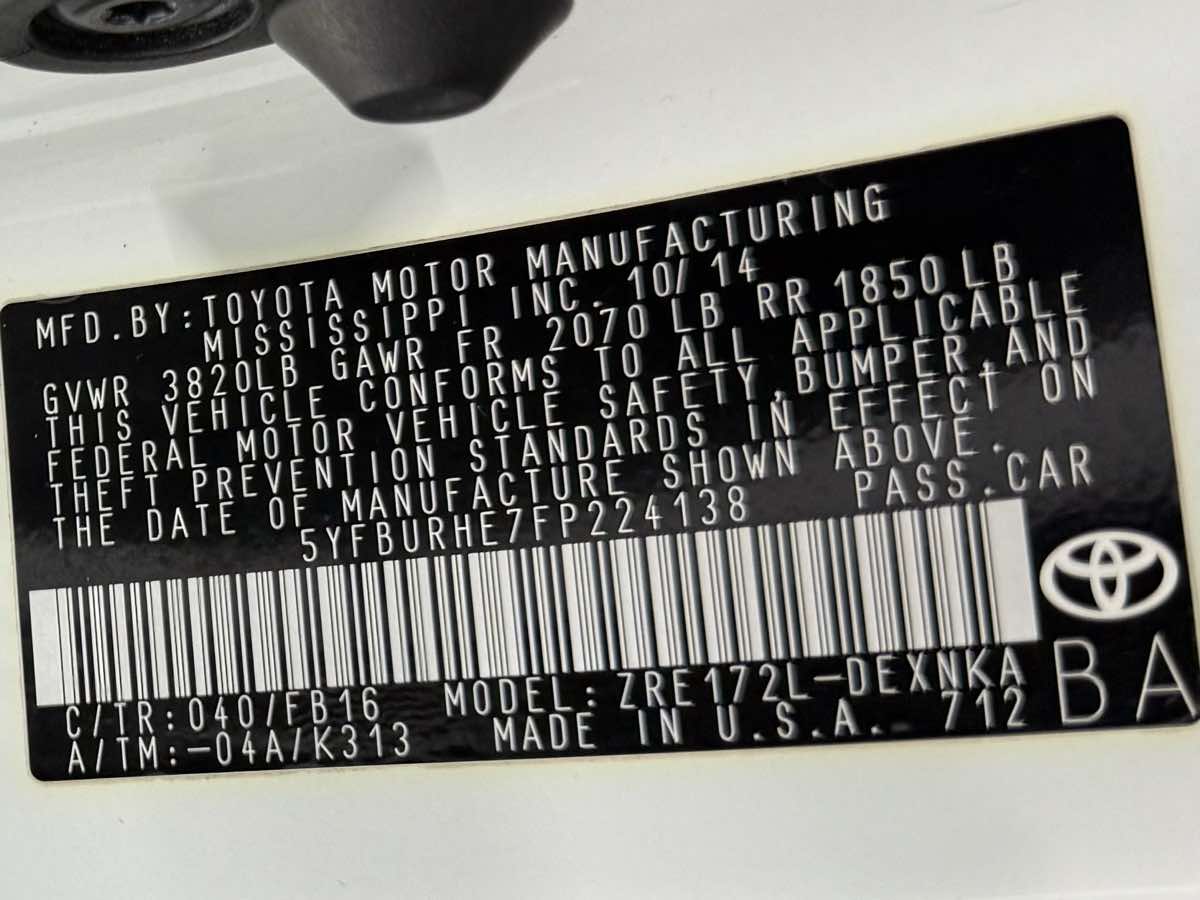 MFD.BY:TOYOTA MOTOR MANUFACTURING
MISSISSIPPI INC. 10/14
GVWR 3820LB GAWR FR 2070 LB RR 1850 LB
THIS VEHICLE CONFORMS TO ALL APPLICABLE
FEDERAL MOTOR VEHICLE SAFETY,BUMPER,AND
THEFT PREVENTION STANDARDS IN EFFECT ON
THE DATE OF MANUFACTURE SHOWN ABOVE.
5YFBURHE7FP224138 PASS.CAR
C/TR:040/FB16 MODEL:ZRE172L-DEXNKA
A/TM:-04A/K313 MADE IN U.S.A. 712
BA